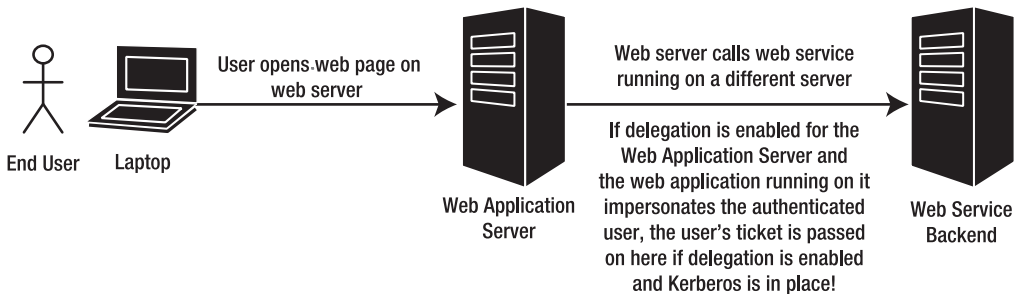 User opens web page on
web server
Web server calls web service
running on a different server
End User
Laptop
If delegation is enabled for the
Web Application Server and
the web application running on it
impersonates the authenticated
user, the user's ticket is passed
on here if delegation is enabled
and Kerberos is in place!
Web Application
Server
Web Service
Backend